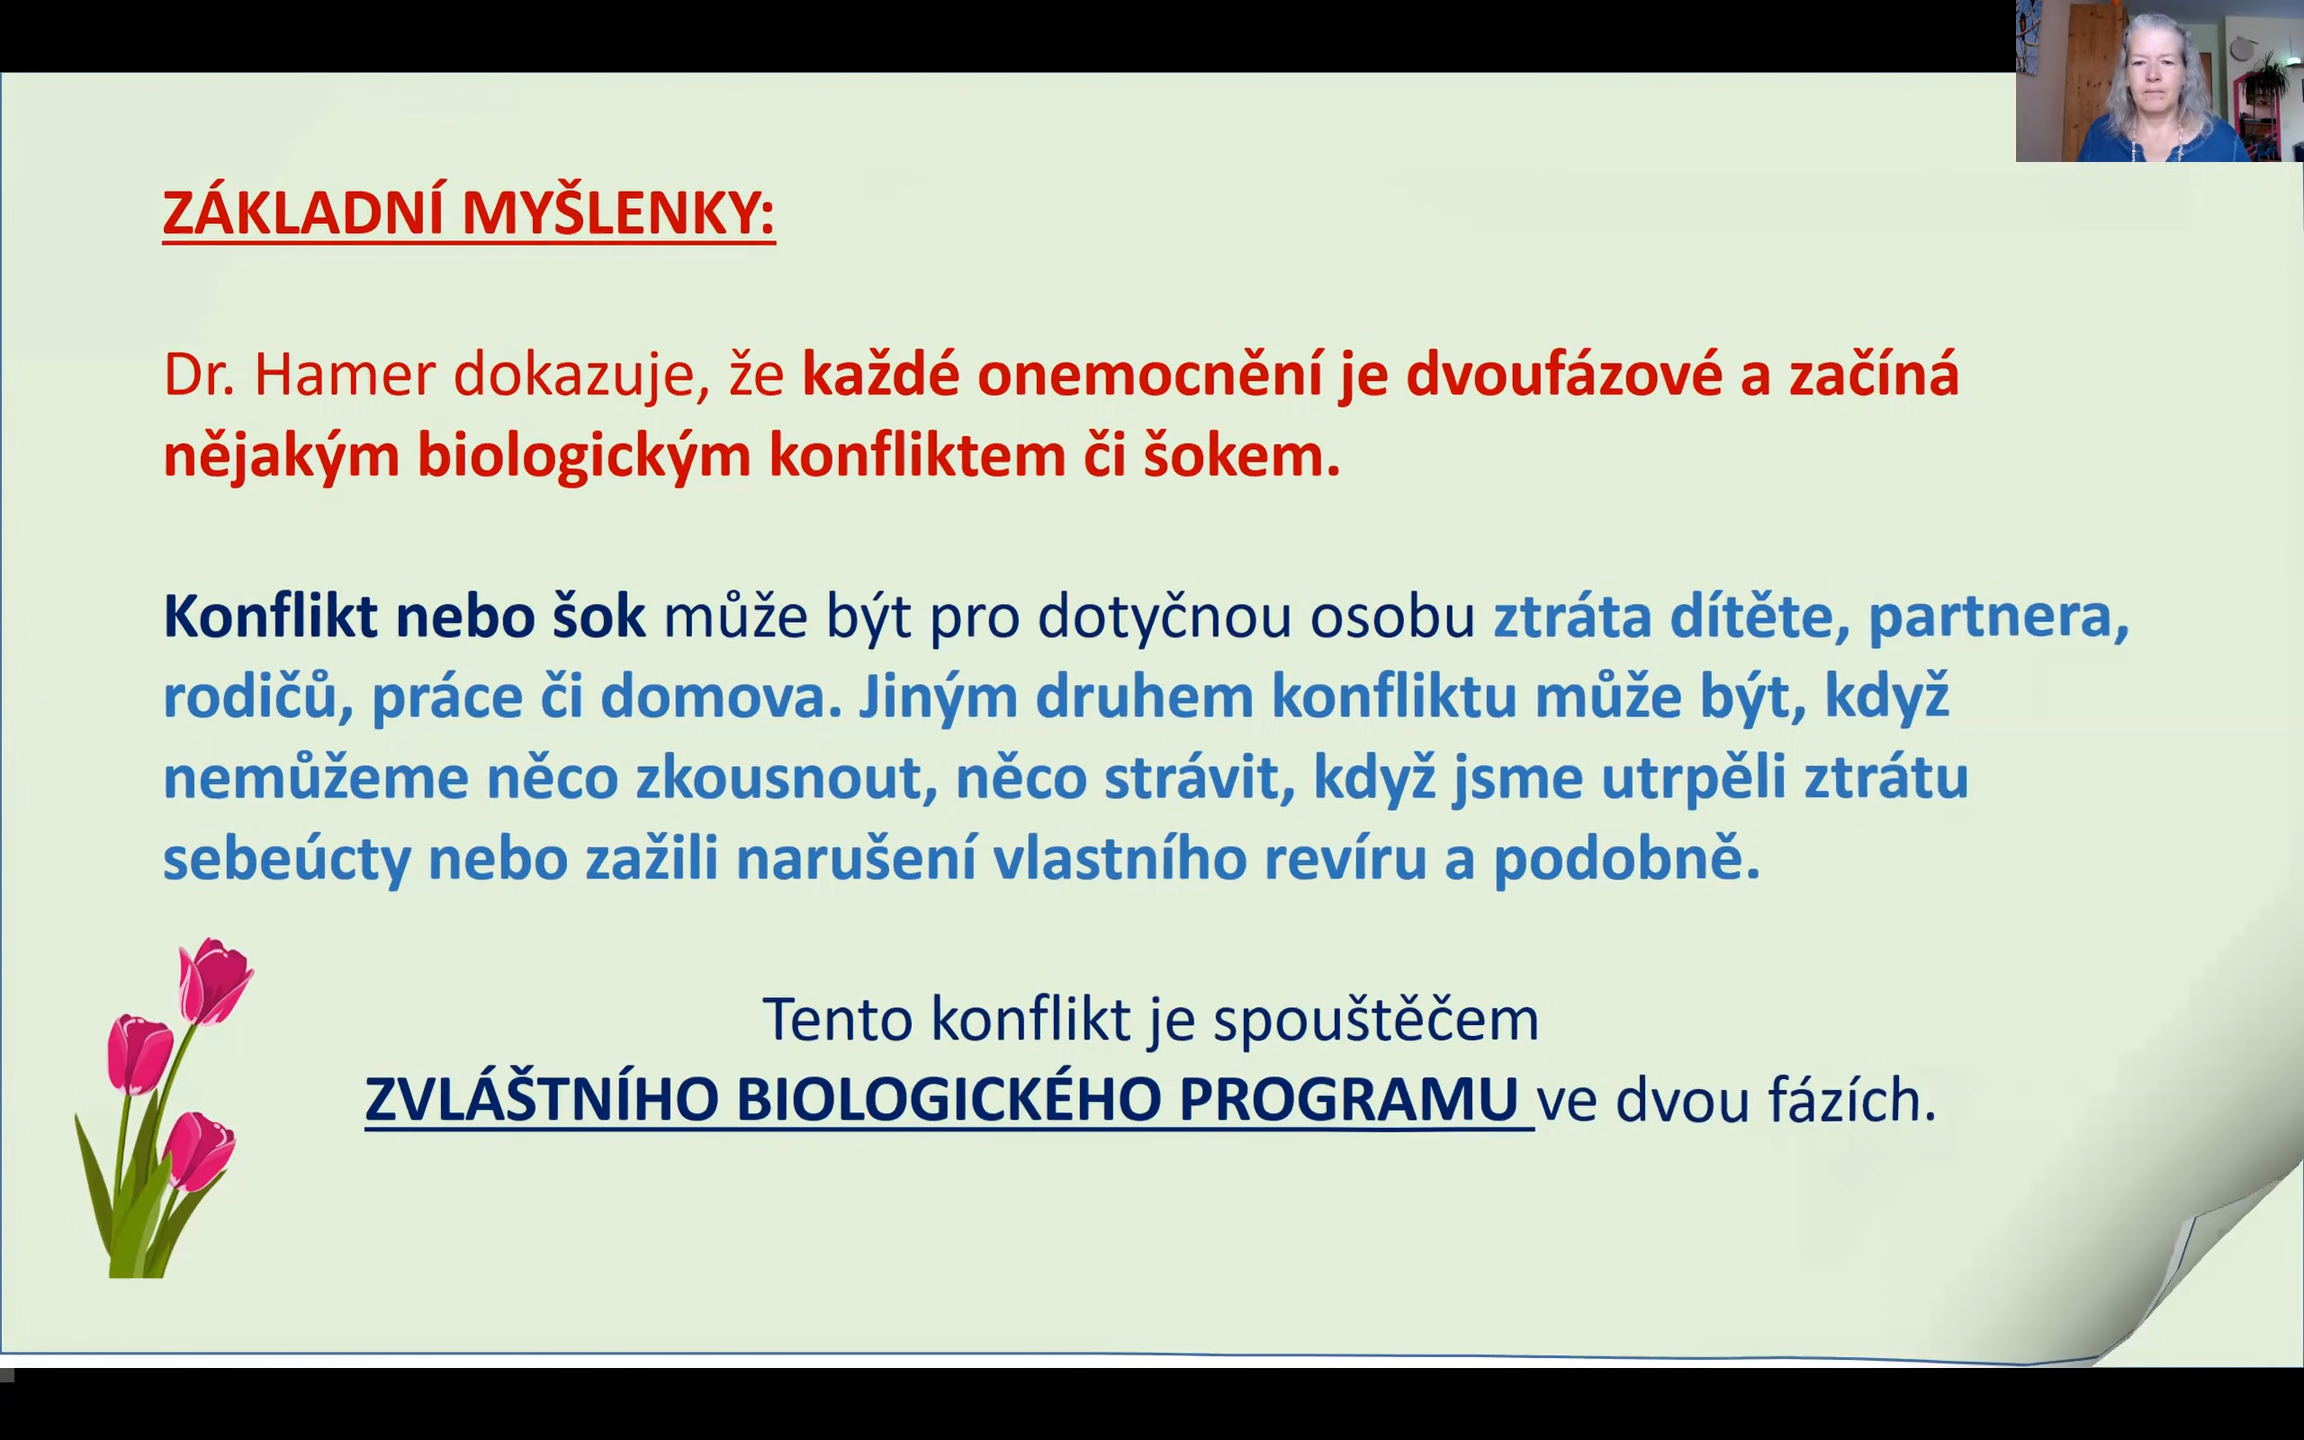 ZÁKLADNÍ MYŠLENKY:
Dr. Hamer dokazuje, že každé onemocnění je dvoufázové a začíná
nějakým biologickým konfliktem či šokem.
Konflikt nebo šok může být pro dotyčnou osobu ztráta dítěte, partnera,
rodičů, práce či domova. Jiným druhem konfliktu může být, když
nemůžeme něco zkousnout, něco strávit, když jsme utrpěli ztrátu
sebeúcty nebo zažili narušení vlastního revíru a podobně.
Tento konflikt je spouštěčem
ZVLÁŠTNÍHO BIOLOGICKÉHO PROGRAMU ve dvou fázích.